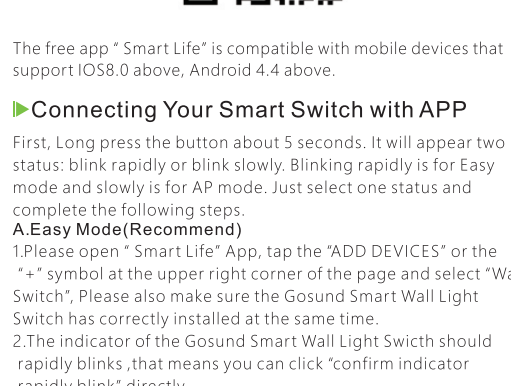 The free app “ Smart Life” is compatible with mobile devices that
support IOS8.0 above, Android 4.4 above.
Connecting Your Smart Switch with APP
First, Long press the button about 5 seconds. It will appear two
status: blink rapidly or blink slowly. Blinking rapidly is for Easy
mode and slowly is for AP mode. Just select one status and
complete the following steps.
A.Easy Mode(Recommend)
1.Please open “ Smart Life” App, tap the “ADD DEVICES” or the
“+” symbol at the upper right corner of the page and select
Switch”, Please also make sure the Gosund Smart Wall Light
Switch has correctly installed at the same time.
2.The indicator of the Gosund Smart Wall Light Swicth should
rapidly blinks ,that means you can click “confirm indicator
rapidly blink” directly